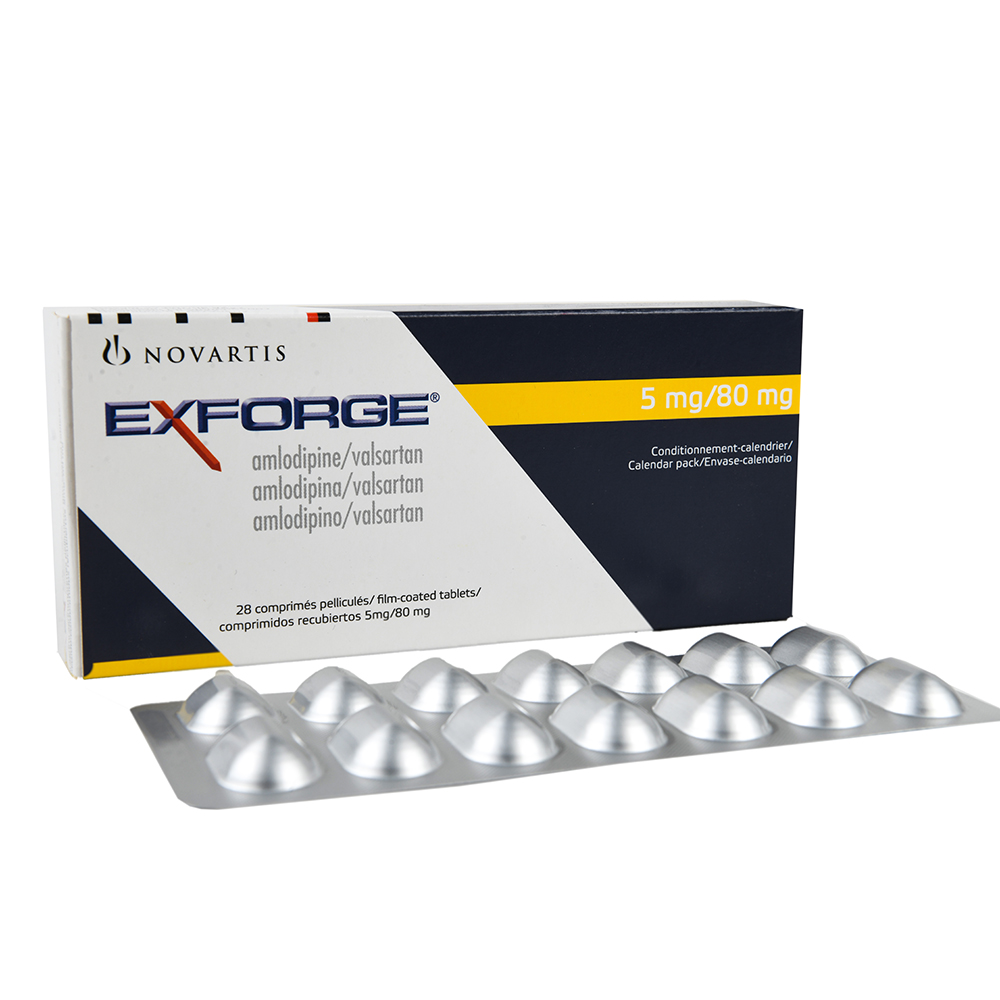 NOVARTIS
EXFORGE®
amlodipine/valsartan
amlodipina/valsartan
amlodipino/valsartan
5 mg/80 mg
Conditionnement-calendrier/
Calendar pack/Envase-calendario
28 comprimés pelliculés/ film-coated tablets/
comprimidos recubiertos 5mg/80 mg